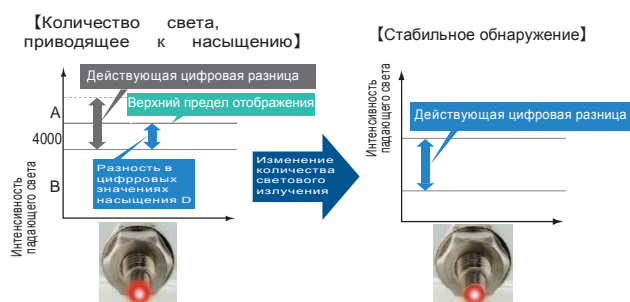 【Количество света,
приводящее к насыщению】
Действующая цифровая разница
Верхний предел отображения
A
4000
B
Разность в
цифрровых
значениях
насыщения D
Интенсивность
падающего света
Изменение
количества
светового
излучения
【Стабильное обнаружение】
Действующая цифровая разница
Интенсивность
падающего света